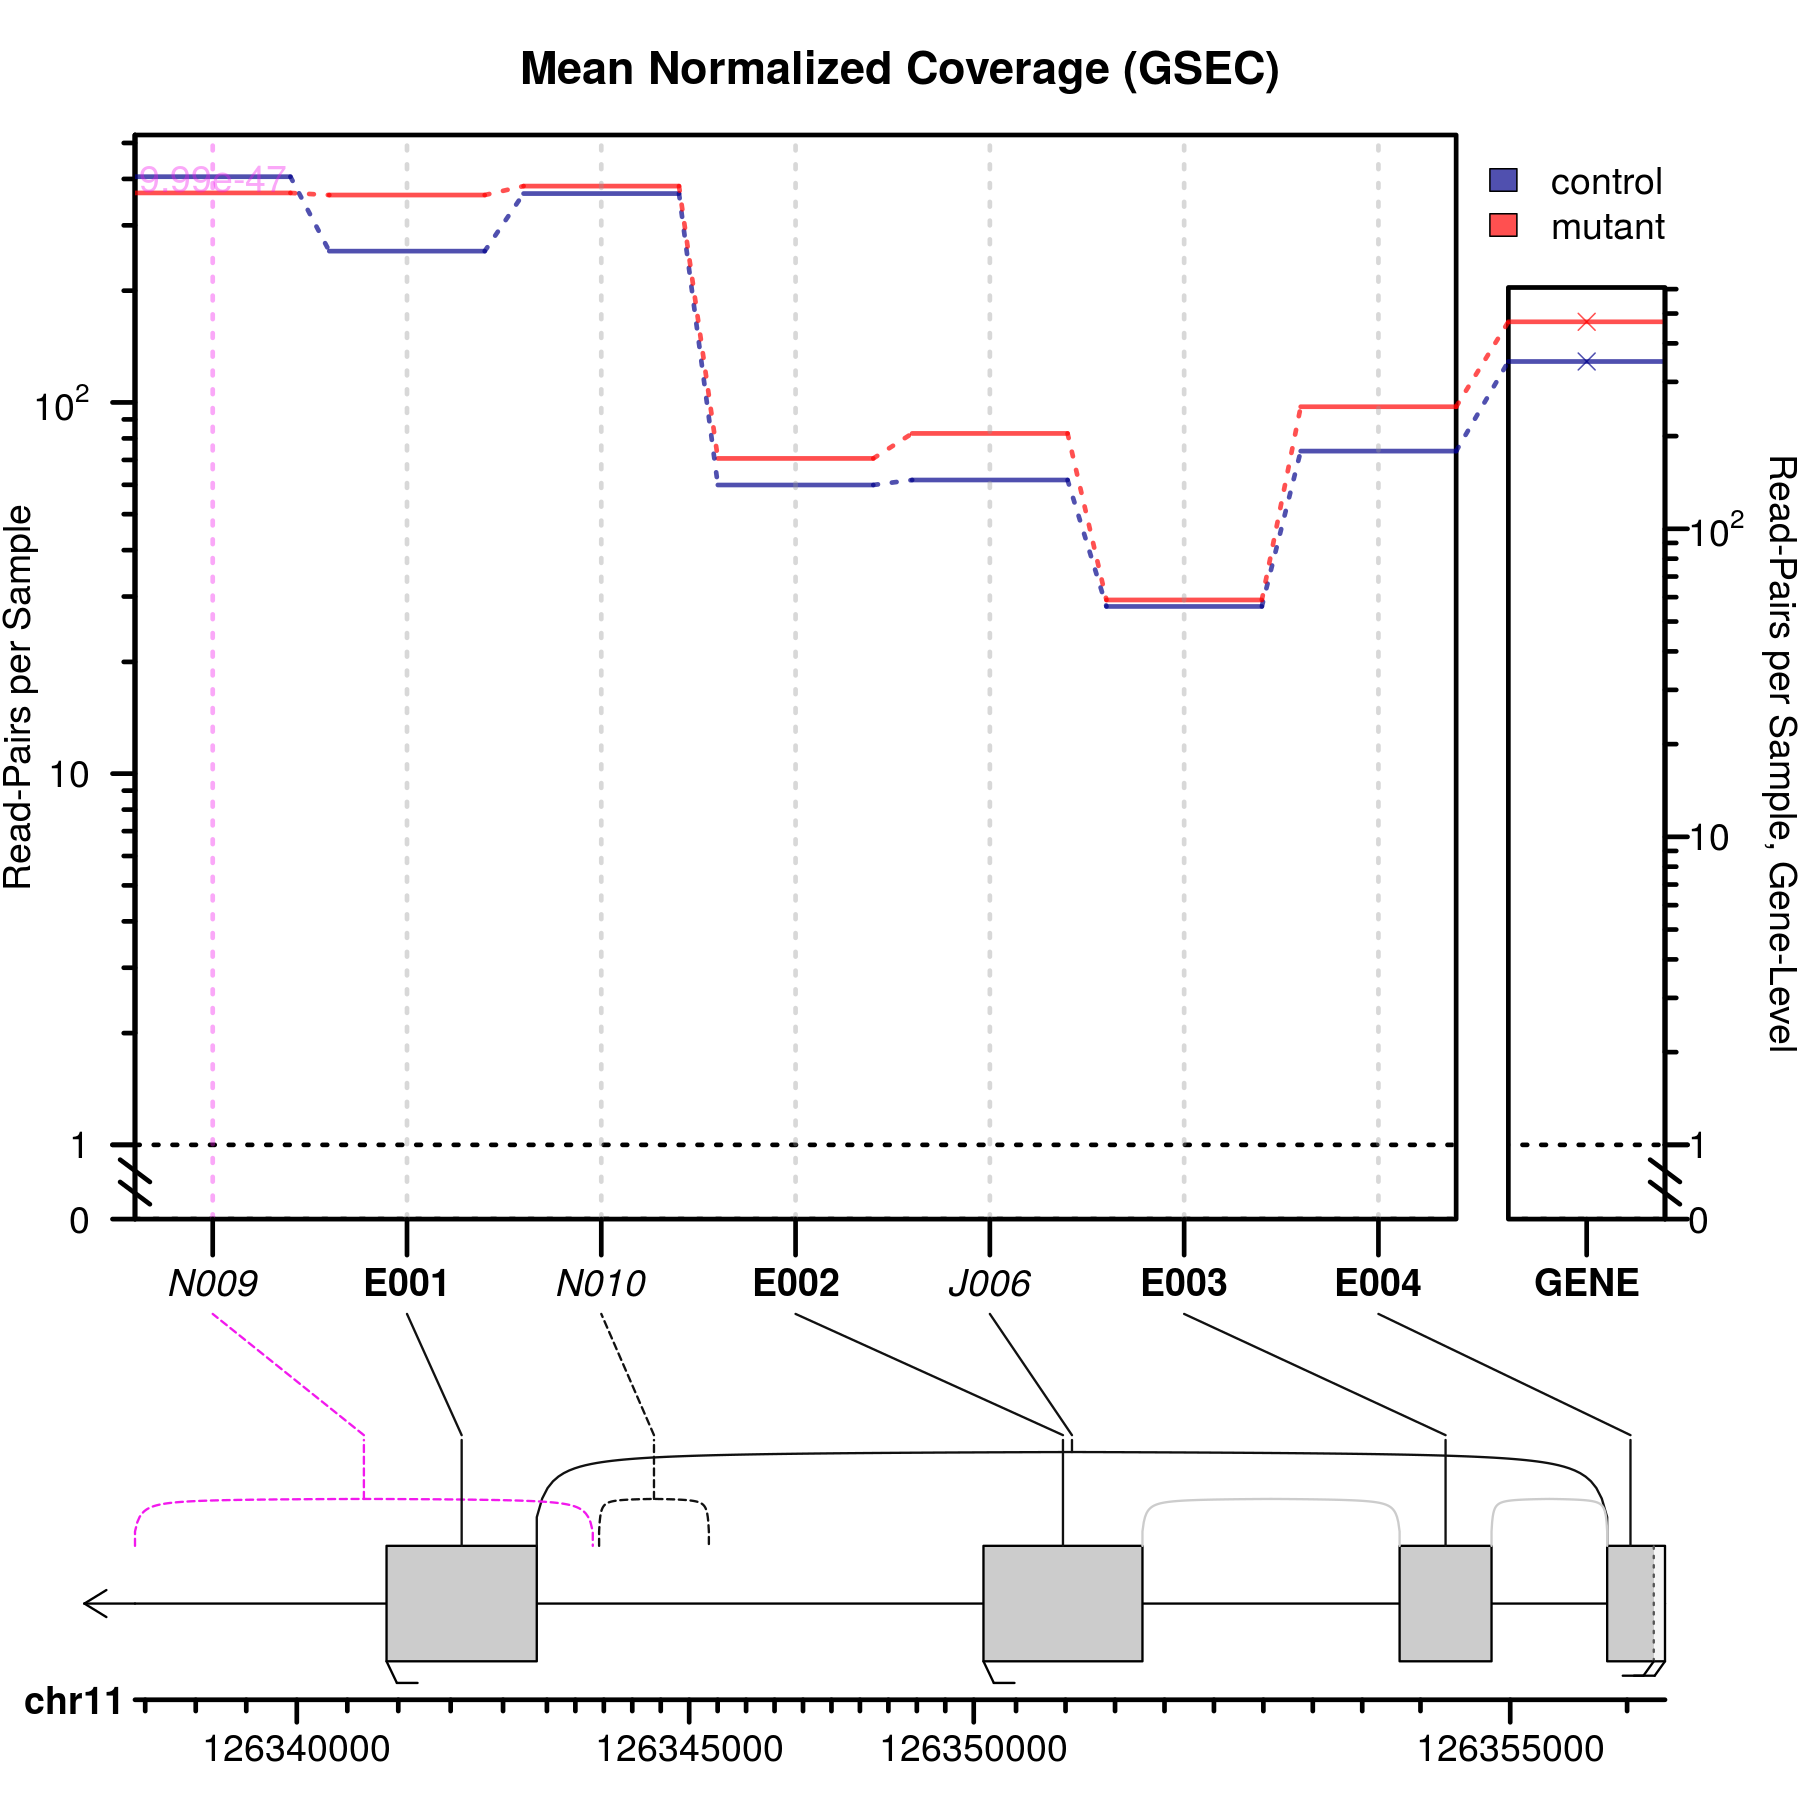 Mean Normalized Coverage (GSEC)
9.99e-47
control
mutant
Read-Pairs per Sample
10²
10
1
0
Read-Pairs per Sample, Gene-Level
10²
10
1
0
N009 E001 N010 E002 J006 E003 E004 GENE
chr11
126340000 126345000 126350000 126355000